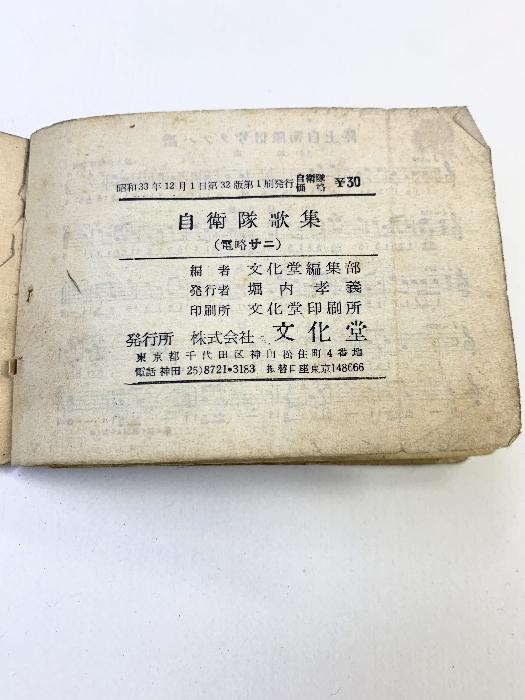 昭和33年12月1日第32版第1刷発行 自衛隊価格 ¥30
自衛隊歌集
(電略サニ)
編者 文化堂編集部
発行者 堀内孝義
印刷所 文化堂印刷所
発行所 株式会社 文化堂
東京都千代田区神田松住町4番地
電話神田(25)8721・3183 振替口座東京148666